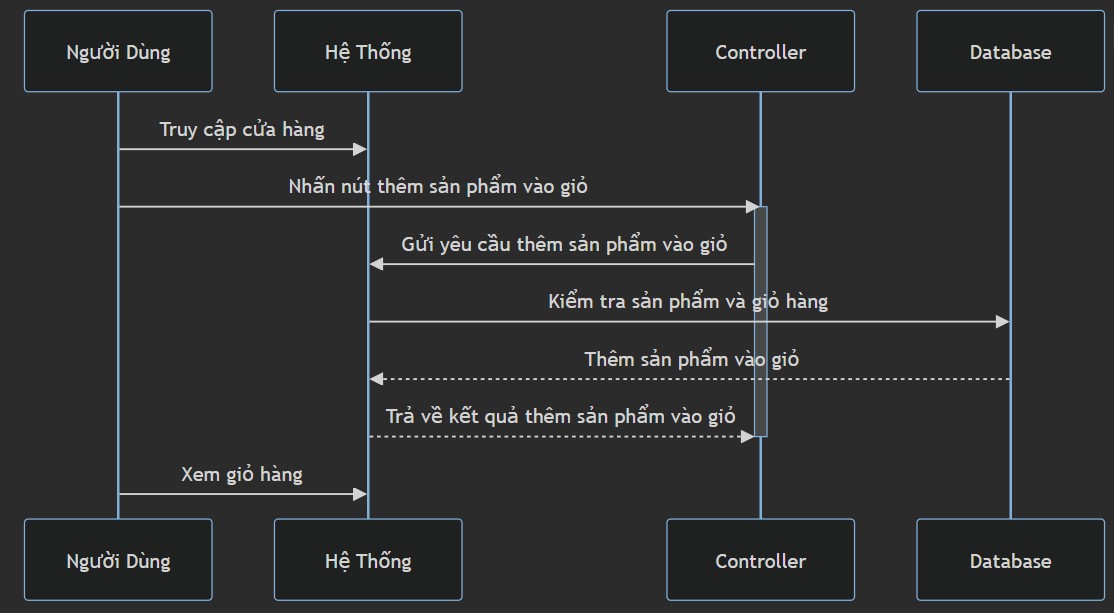 Người Dùng
Hệ Thống
Controller
Database
Truy cập cửa hàng
Nhấn nút thêm sản phẩm vào giỏ
Gửi yêu cầu thêm sản phẩm vào giỏ
Kiểm tra sản phẩm và giỏ hàng
Thêm sản phẩm vào giỏ
Trả về kết quả thêm sản phẩm vào giỏ
Xem giỏ hàng
Người Dùng
Hệ Thống
Controller
Database